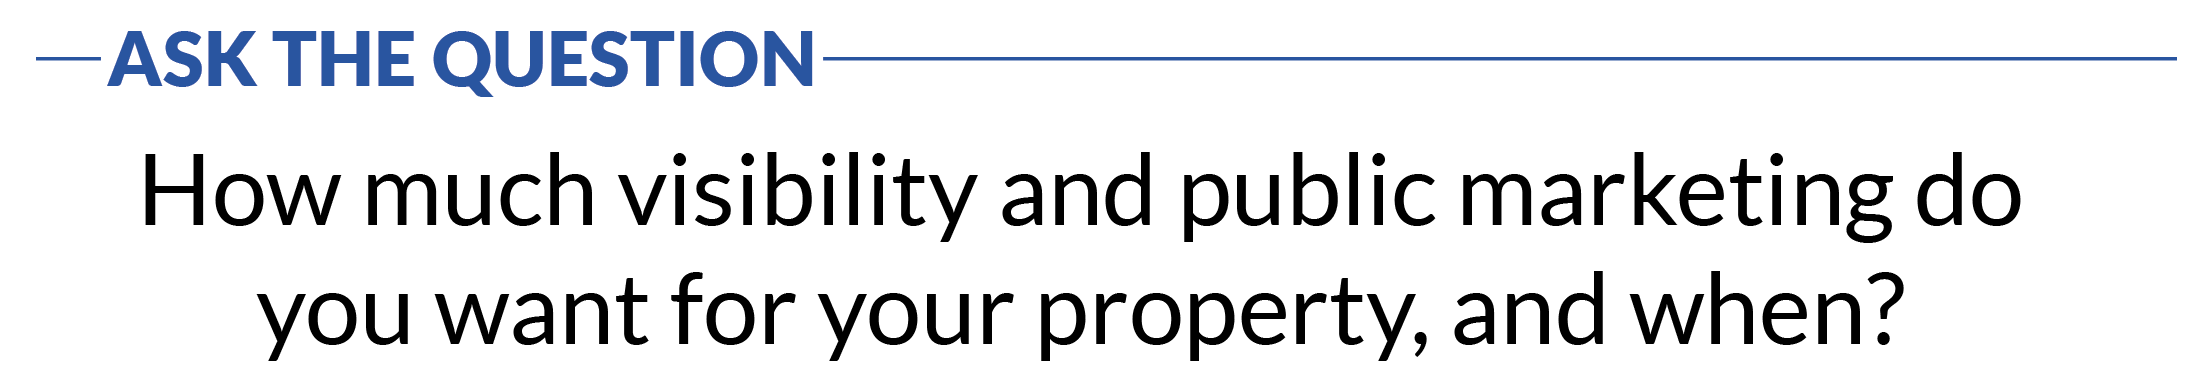 ASK THE QUESTION
How much visibility and public marketing do
you want for your property, and when?